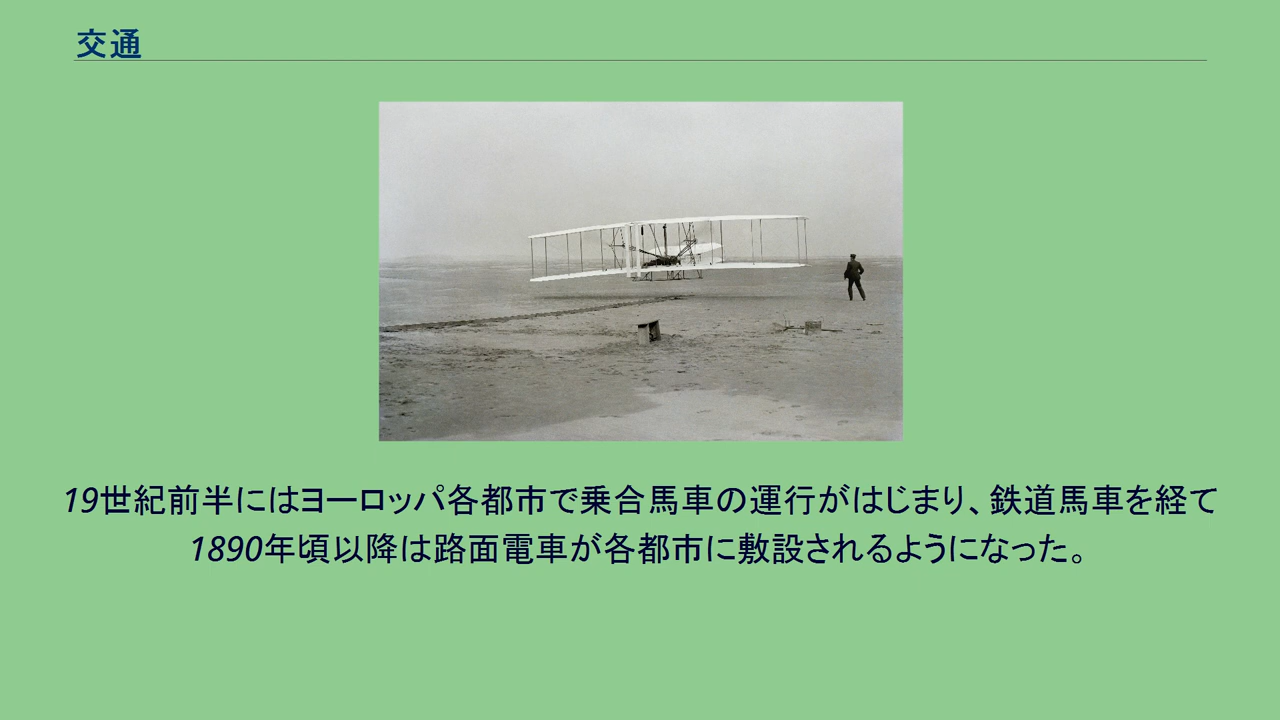 交通
19世紀前半にはヨーロッパ各都市で乗合馬車の運行がはじまり、鉄道馬車を経て
1890年頃以降は路面電車が各都市に敷設されるようになった。